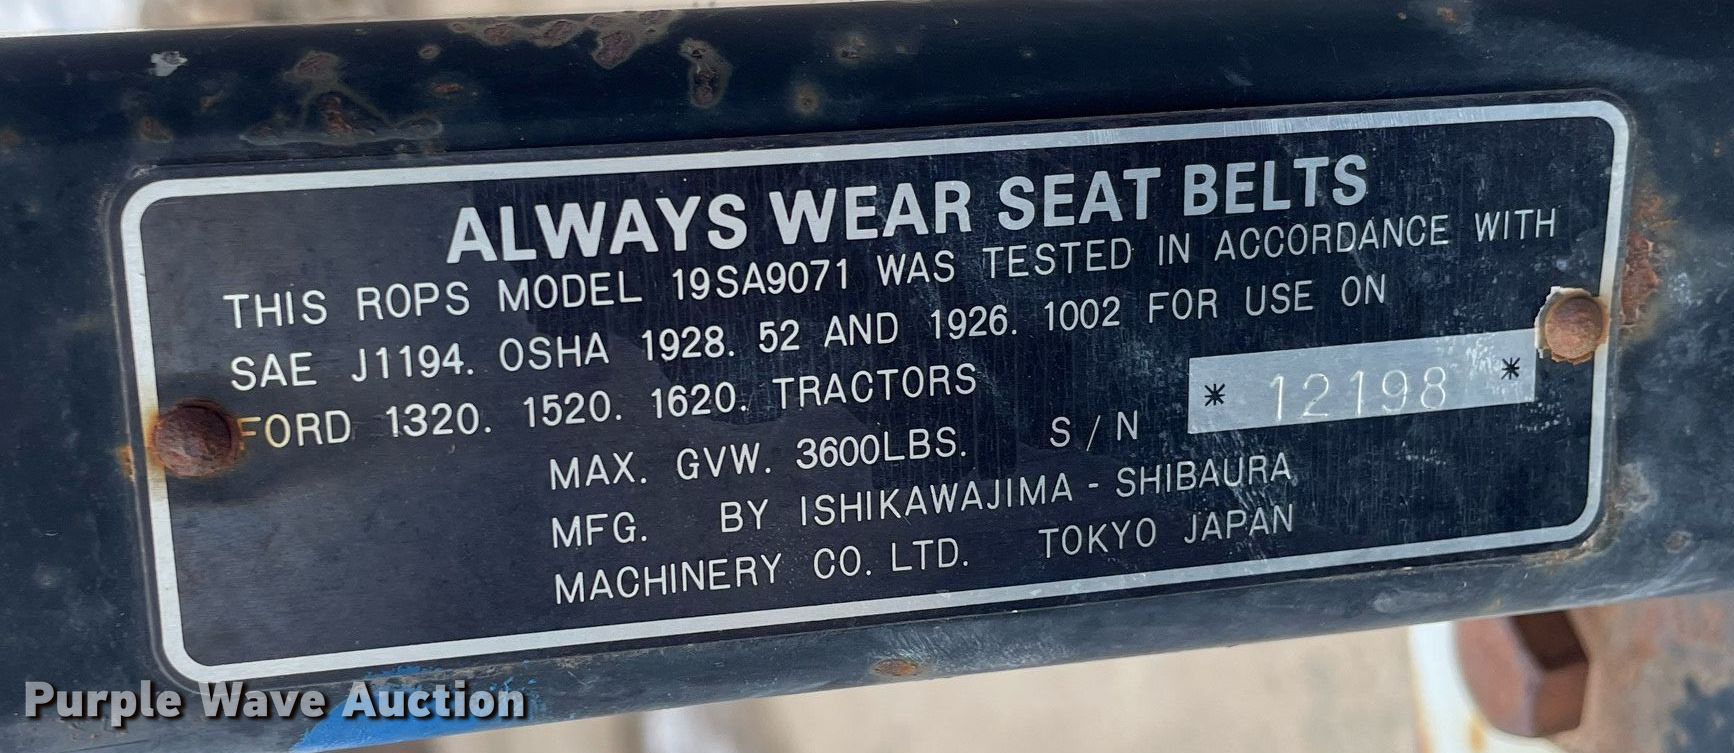 ALWAYS WEAR SEAT BELTS
THIS ROPS MODEL 19SA9071 WAS TESTED IN ACCORDANCE WITH
SAE J1194. OSHA 1928. 52 AND 1926. 1002 FOR USE ON
FORD 1320. 1520. 1620. TRACTORS
MAX. GVW. 3600LBS. S/N * 12198 *
MFG. BY ISHIKAWAJIMA-SHIBAURA
MACHINERY CO. LTD. TOKYO JAPAN
Purple Wave Auction